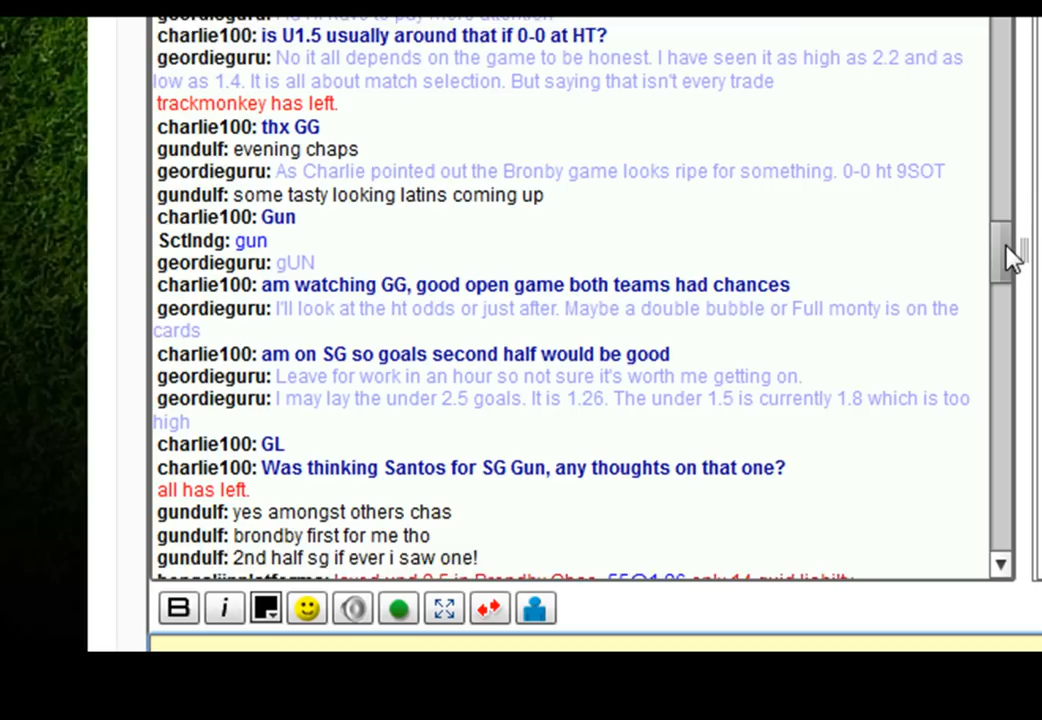 charlie100: is U1.5 usually around that if 0-0 at HT?
geordieguru: No it all depends on the game to be honest. I have seen it as high as 2.2 and as
low as 1.4. It is all about match selection. But saying that isn't every trade
trackmonkey has left.
charlie100: thx GG
gundulf: evening chaps
geordieguru: As Charlie pointed out the Bronby game looks ripe for something. 0-0 ht 9SOT
gundulf: some tasty looking latins coming up
charlie100: Gun
SctIndg: gun
geordieguru: gUN
charlie100: am watching GG, good open game both teams had chances
geordieguru: I'll look at the ht odds or just after. Maybe a double bubble or Full monty is on the
cards
charlie100: am on SG so goals second half would be good
geordieguru: Leave for work in an hour so not sure it's worth me getting on.
geordieguru: I may lay the under 2.5 goals. It is 1.26. The under 1.5 is currently 1.8 which is too
high
charlie100: GL
charlie100: Was thinking Santos for SG Gun, any thoughts on that one?
all has left.
gundulf: yes amongst others chas
gundulf: brondby first for me tho
gundulf: 2nd half sg if ever i saw one!
B
i